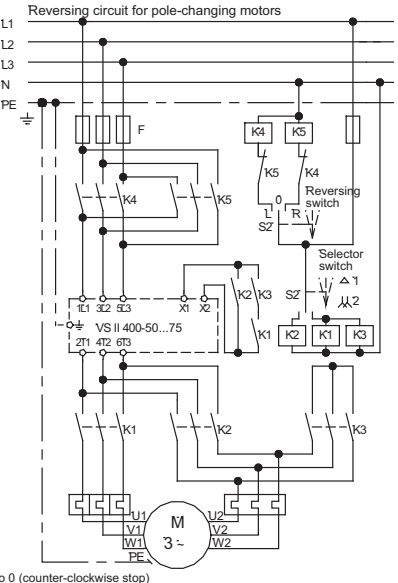 Reversing circuit for pole-changing motors
L1
L2
L3
N
PE
F
K4
K5
K4
K5
K5
K4
0
L
R
Reversing
switch
S2
Selector
switch
1
2
S2
K2
K3
K1
1L1 3L2 5L3 X1 X2
VS II 400-50...75
2T1 4T2 6T3
K2
K1
K3
K1
K2
K3
U1
V1
W1
PE
M
3 ~
U2
V2
W2
o 0 (counter-clockwise stop)